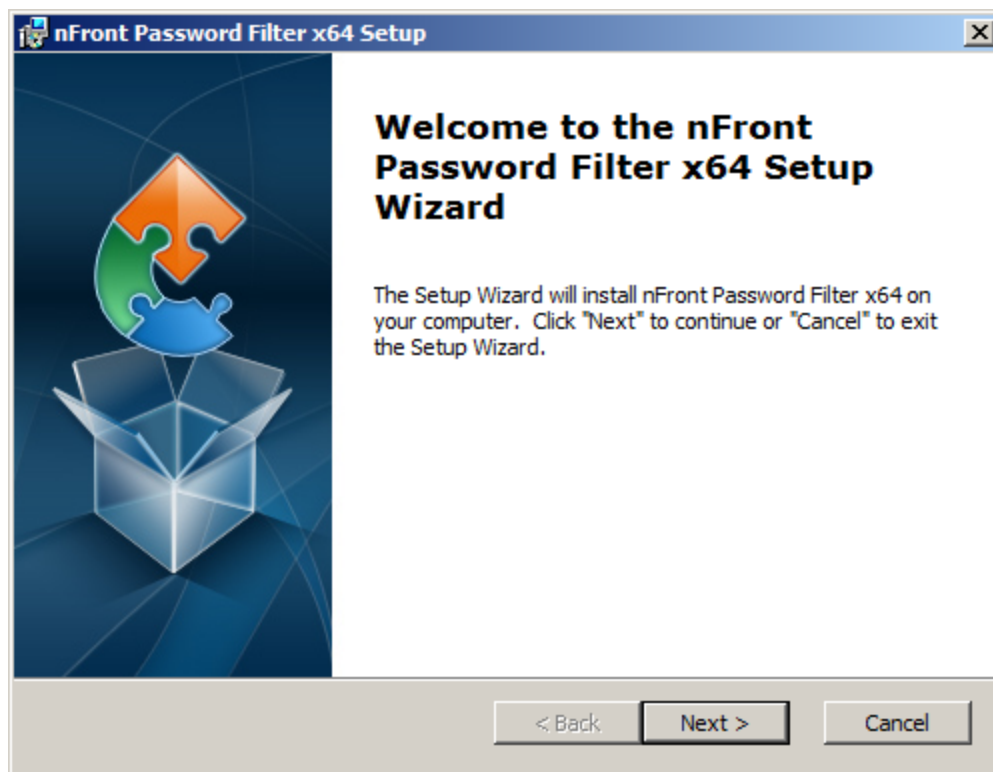 nFront Password Filter x64 Setup
Welcome to the nFront
Password Filter x64 Setup
Wizard
The Setup Wizard will install nFront Password Filter x64 on
your computer.  Click "Next" to continue or "Cancel" to exit
the Setup Wizard.
< Back
Next >
Cancel